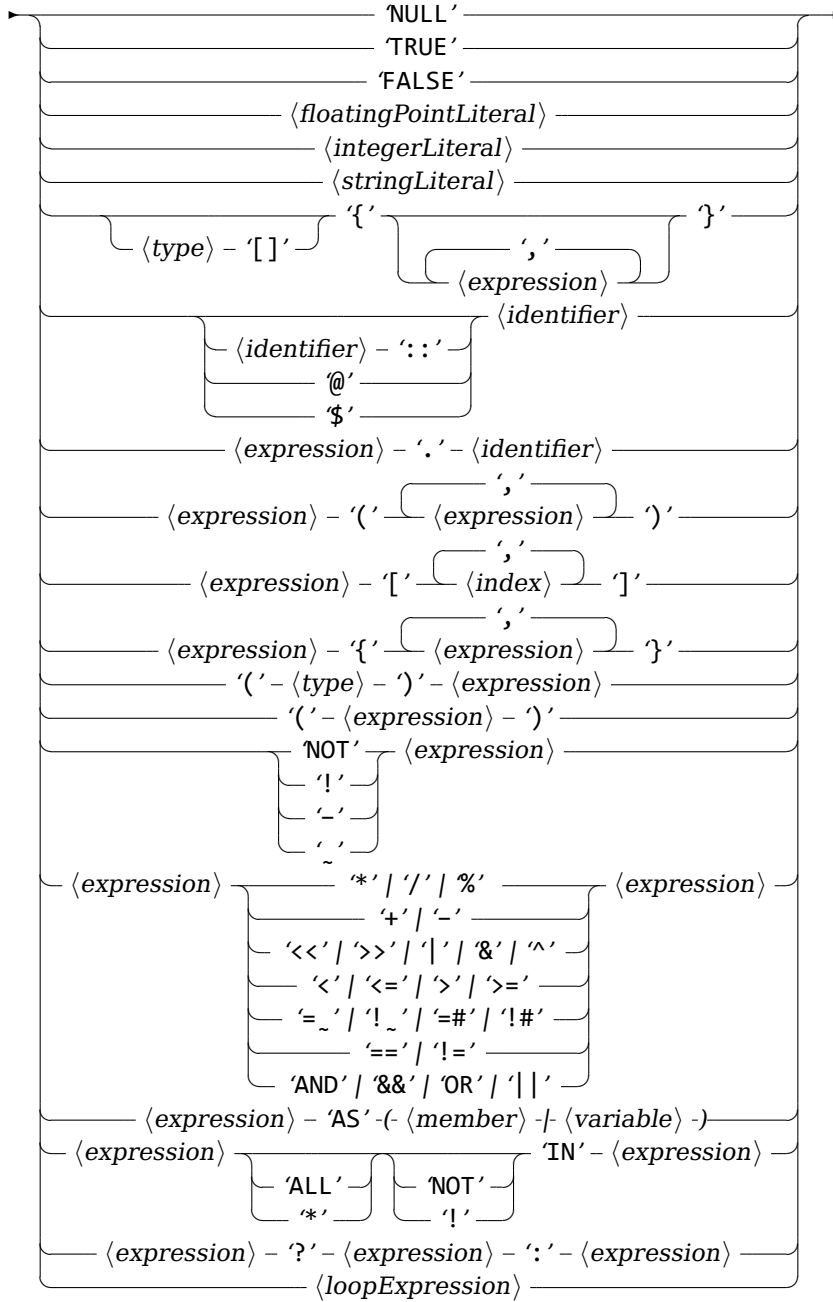 ‘NULL’
‘TRUE’
‘FALSE’
⟨floatingPointLiteral⟩
⟨integerLiteral⟩
⟨stringLiteral⟩
⟨type⟩ – ‘[]’ ‘{’ ‘,’ ⟨expression⟩ ‘}’
⟨identifier⟩
⟨identifier⟩ – ‘::’
‘@’
‘$’
⟨expression⟩ – ‘.’ – ⟨identifier⟩
‘,’
⟨expression⟩ – ‘(’ ⟨expression⟩ ‘)’
‘,’
⟨expression⟩ – ‘[’ ⟨index⟩ ‘]’
‘,’
⟨expression⟩ – ‘{’ ⟨expression⟩ ‘}’
‘(’ – ⟨type⟩ – ‘)’ – ⟨expression⟩
‘(’ – ⟨expression⟩ – ‘)’
‘NOT’ ⟨expression⟩
‘!’
‘-’
‘~’
⟨expression⟩ ‘*’ | ‘/’ | ‘%’ ⟨expression⟩
‘+’ | ‘-’
‘<<’ | ‘>>’ | ‘|’ | ‘&’ | ‘^’
‘<’ | ‘<=’ | ‘>’ | ‘>=’
‘=~’ | ‘!~’ | ‘=#’ | ‘!#’
‘==’ | ‘!=’
‘AND’ | ‘&&’ | ‘OR’ | ‘||’
⟨expression⟩ – ‘AS’ -(- ⟨member⟩ -|- ⟨variable⟩ -)
⟨expression⟩ ‘IN’ – ⟨expression⟩
‘ALL’ ‘NOT’
‘*’ ‘!’
⟨expression⟩ – ‘?’ – ⟨expression⟩ – ‘:’ – ⟨expression⟩
⟨loopExpression⟩